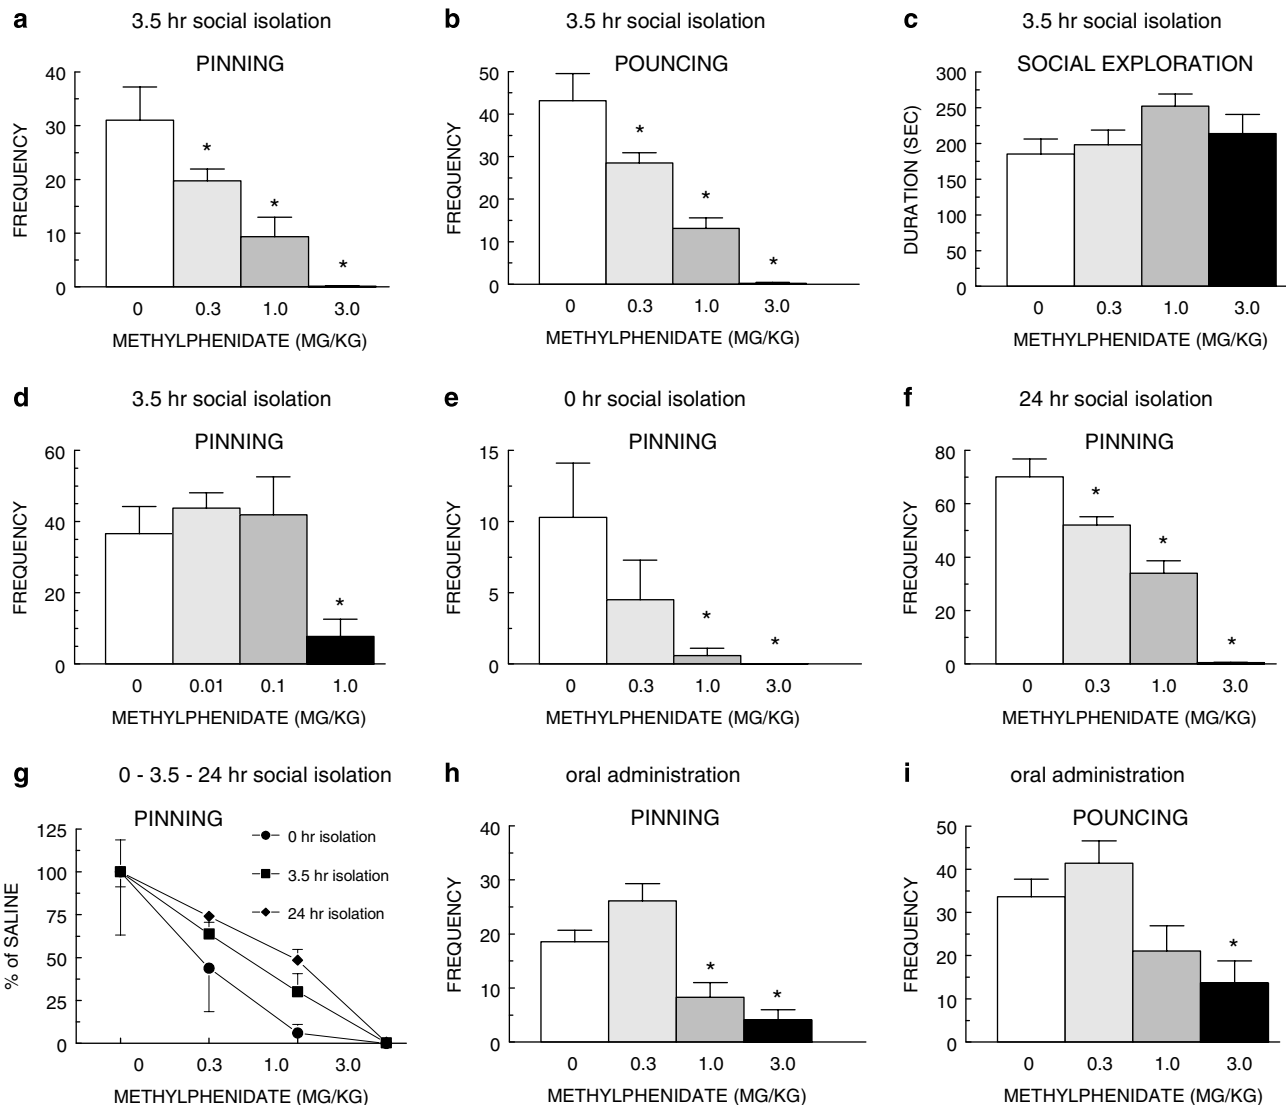 a 3.5 hr social isolation
PINNING
40
30
20
10
0
FREQUENCY
* * *
0 0.3 1.0 3.0
METHYLPHENIDATE (MG/KG)
b 3.5 hr social isolation
POUNCING
50
40
30
20
10
0
FREQUENCY
* * *
0 0.3 1.0 3.0
METHYLPHENIDATE (MG/KG)
c 3.5 hr social isolation
SOCIAL EXPLORATION
300
250
200
150
100
50
0
DURATION (SEC)
0 0.3 1.0 3.0
METHYLPHENIDATE (MG/KG)
d 3.5 hr social isolation
PINNING
60
40
20
0
FREQUENCY
*
0 0.01 0.1 1.0
METHYLPHENIDATE (MG/KG)
e 0 hr social isolation
PINNING
15
10
5
0
FREQUENCY
* *
0 0.3 1.0 3.0
METHYLPHENIDATE (MG/KG)
f 24 hr social isolation
PINNING
80
60
40
20
0
FREQUENCY
* * *
0 0.3 1.0 3.0
METHYLPHENIDATE (MG/KG)
g 0 - 3.5 - 24 hr social isolation
PINNING
125
100
75
50
25
0
% of SALINE
0 hr isolation
3.5 hr isolation
24 hr isolation
0 0.3 1.0 3.0
METHYLPHENIDATE (MG/KG)
h oral administration
PINNING
40
30
20
10
0
FREQUENCY
* *
0 0.3 1.0 3.0
METHYLPHENIDATE (MG/KG)
i oral administration
POUNCING
50
40
30
20
10
0
FREQUENCY
*
0 0.3 1.0 3.0
METHYLPHENIDATE (MG/KG)